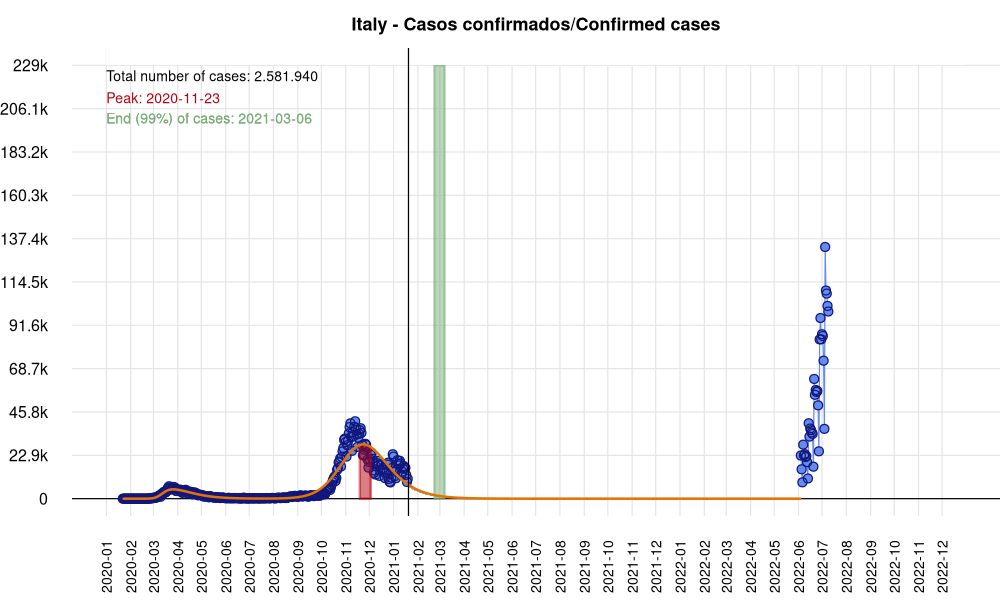 Italy - Casos confirmados/Confirmed cases
Total number of cases: 2.581.940
Peak: 2020-11-23
End (99%) of cases: 2021-03-06
229k
206.1k
183.2k
160.3k
137.4k
114.5k
91.6k
68.7k
45.8k
22.9k
0
2020-01
2020-02
2020-03
2020-04
2020-05
2020-06
2020-07
2020-08
2020-09
2020-10
2020-11
2020-12
2021-01
2021-02
2021-03
2021-04
2021-05
2021-06
2021-07
2021-08
2021-09
2021-10
2021-11
2021-12
2022-01
2022-02
2022-03
2022-04
2022-05
2022-06
2022-07
2022-08
2022-09
2022-10
2022-11
2022-12